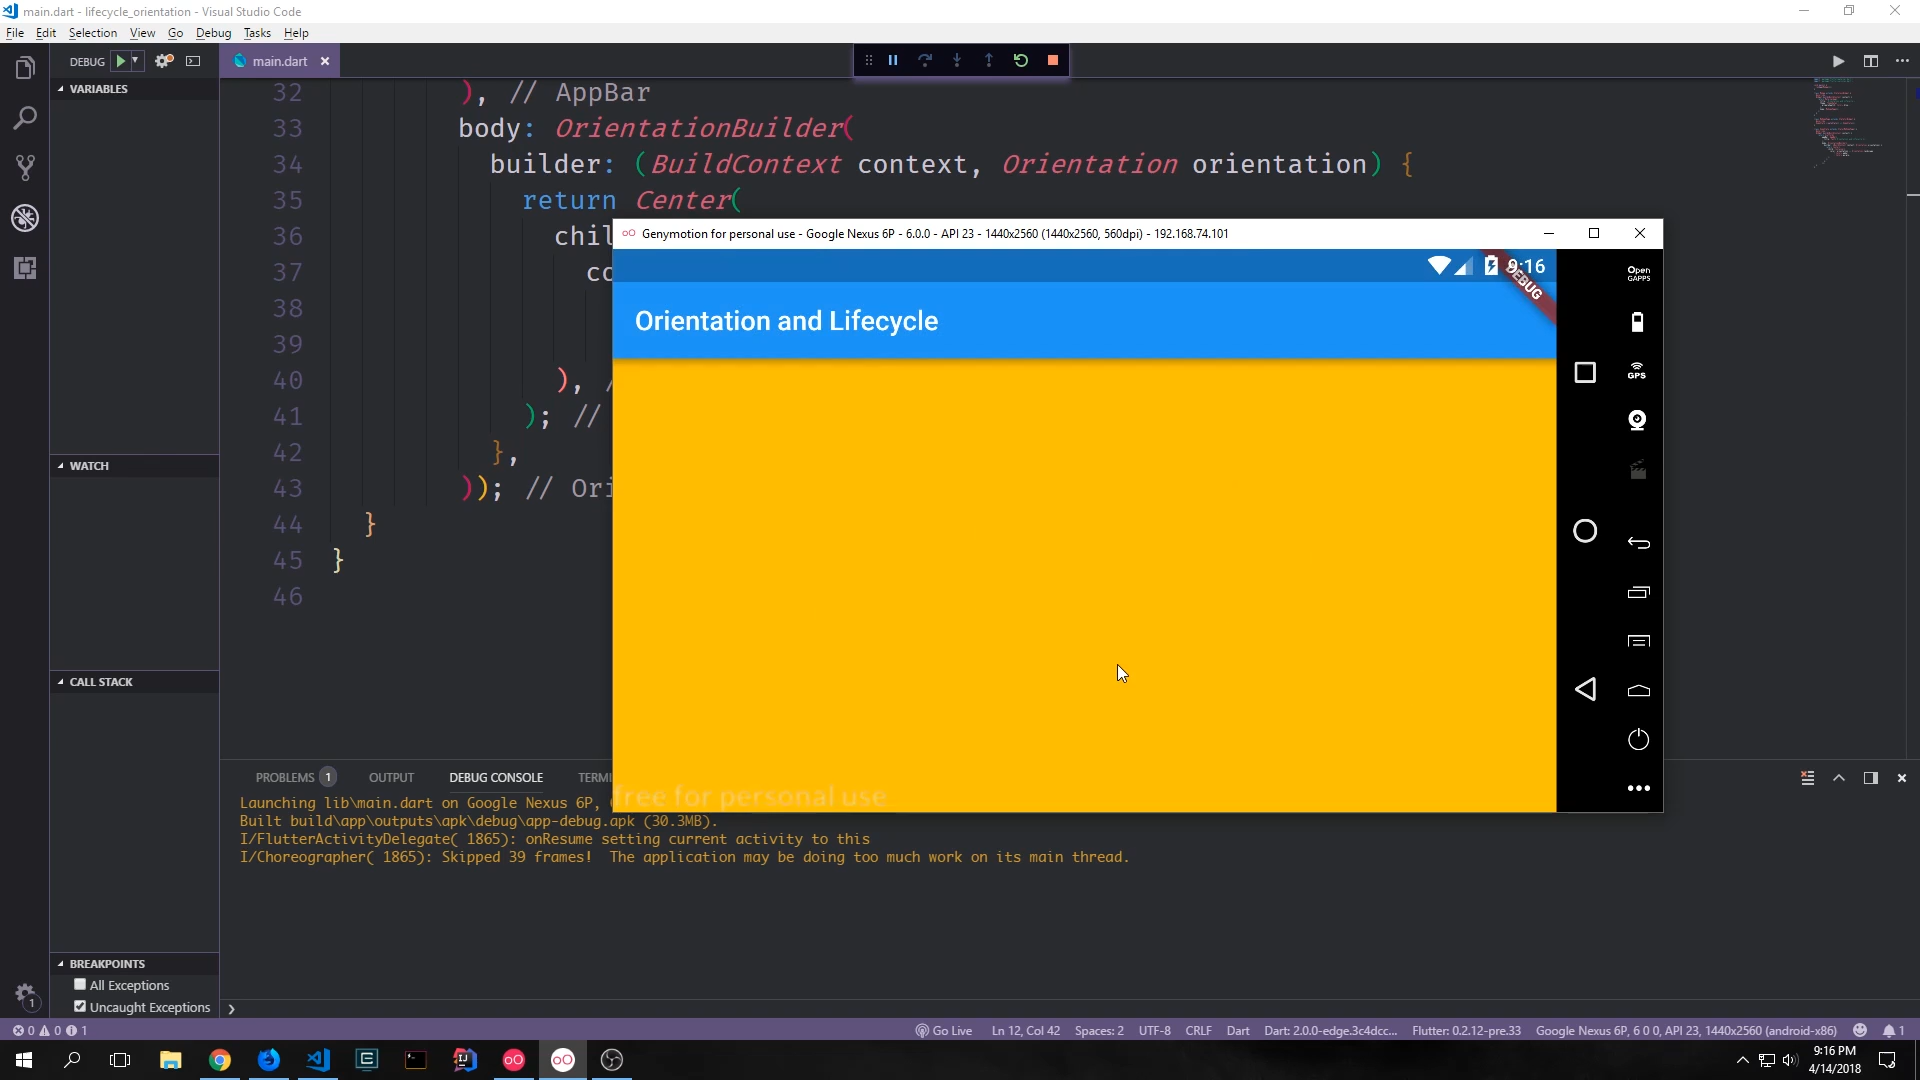 main.dart - lifecycle_orientation - Visual Studio Code
File Edit Selection View Go Debug Tasks Help
DEBUG
main.dart
VARIABLES
WATCH
CALL STACK
BREAKPOINTS
All Exceptions
Uncaught Exceptions
32 ), // AppBar
33 body: OrientationBuilder(
34 builder: (BuildContext context, Orientation orientation) {
35 return Center(
36 chil
37 co
38
39
40 ), /
41 ); //
42 },
43 )); // Ori
44 }
45 }
46
Genymotion for personal use - Google Nexus 6P - 6.0.0 - API 23 - 1440x2560 (1440x2560, 560dpi) - 192.168.74.101
9:16
DEBUG
Orientation and Lifecycle
Open
GAPPS
GPS
free for personal use
PROBLEMS 1 OUTPUT DEBUG CONSOLE TERMI
Launching lib\main.dart on Google Nexus 6P,
Built build\app\outputs\apk\debug\app-debug.apk (30.3MB).
I/FlutterActivityDelegate( 1865): onResume setting current activity to this
I/Choreographer( 1865): Skipped 39 frames!  The application may be doing too much work on its main thread.
1
0 0 1 Go Live Ln 12, Col 42 Spaces: 2 UTF-8 CRLF Dart Dart: 2.0.0-edge.3c4dcc... Flutter: 0.2.12-pre.33 Google Nexus 6P, 6 0 0, API 23, 1440x2560 (android-x86) 1
9:16 PM
4/14/2018